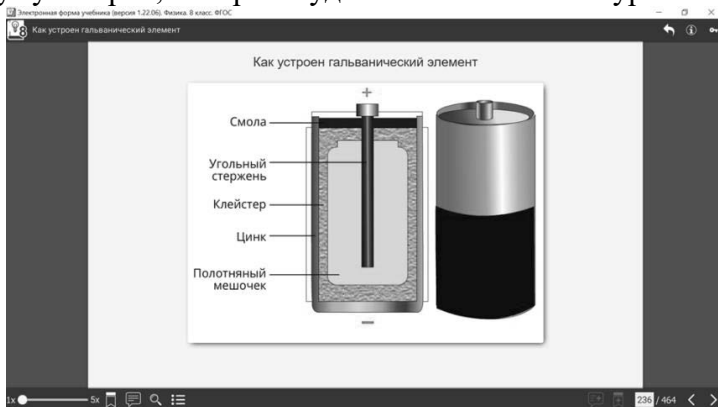 Электронная форма учебника (версия 1.22.06). Физика. 8 класс. ФГОС
8 Как устроен гальванический элемент
Как устроен гальванический элемент
+
Смола
Угольный
стержень
Клейстер
Цинк
Полотняный
мешочек
—
1x 5x 236 / 464